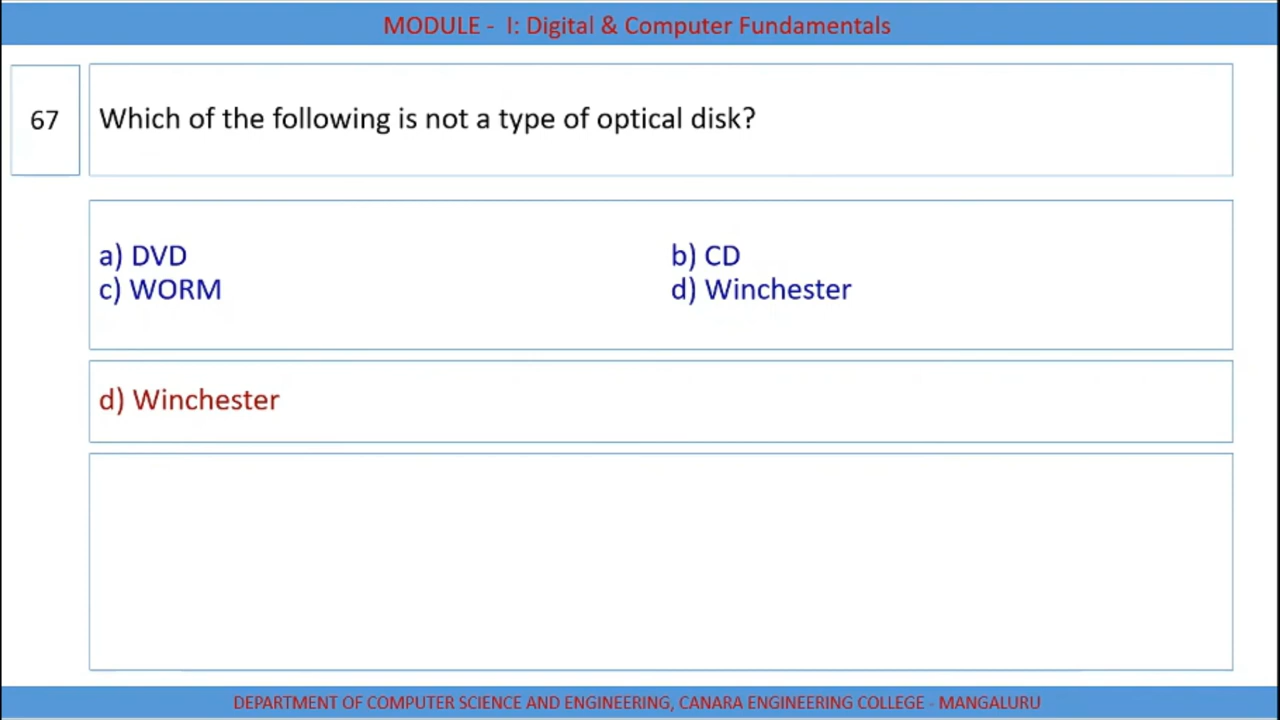 MODULE - I: Digital & Computer Fundamentals
67
Which of the following is not a type of optical disk?
a) DVD b) CD
c) WORM d) Winchester
d) Winchester
DEPARTMENT OF COMPUTER SCIENCE AND ENGINEERING, CANARA ENGINEERING COLLEGE - MANGALURU